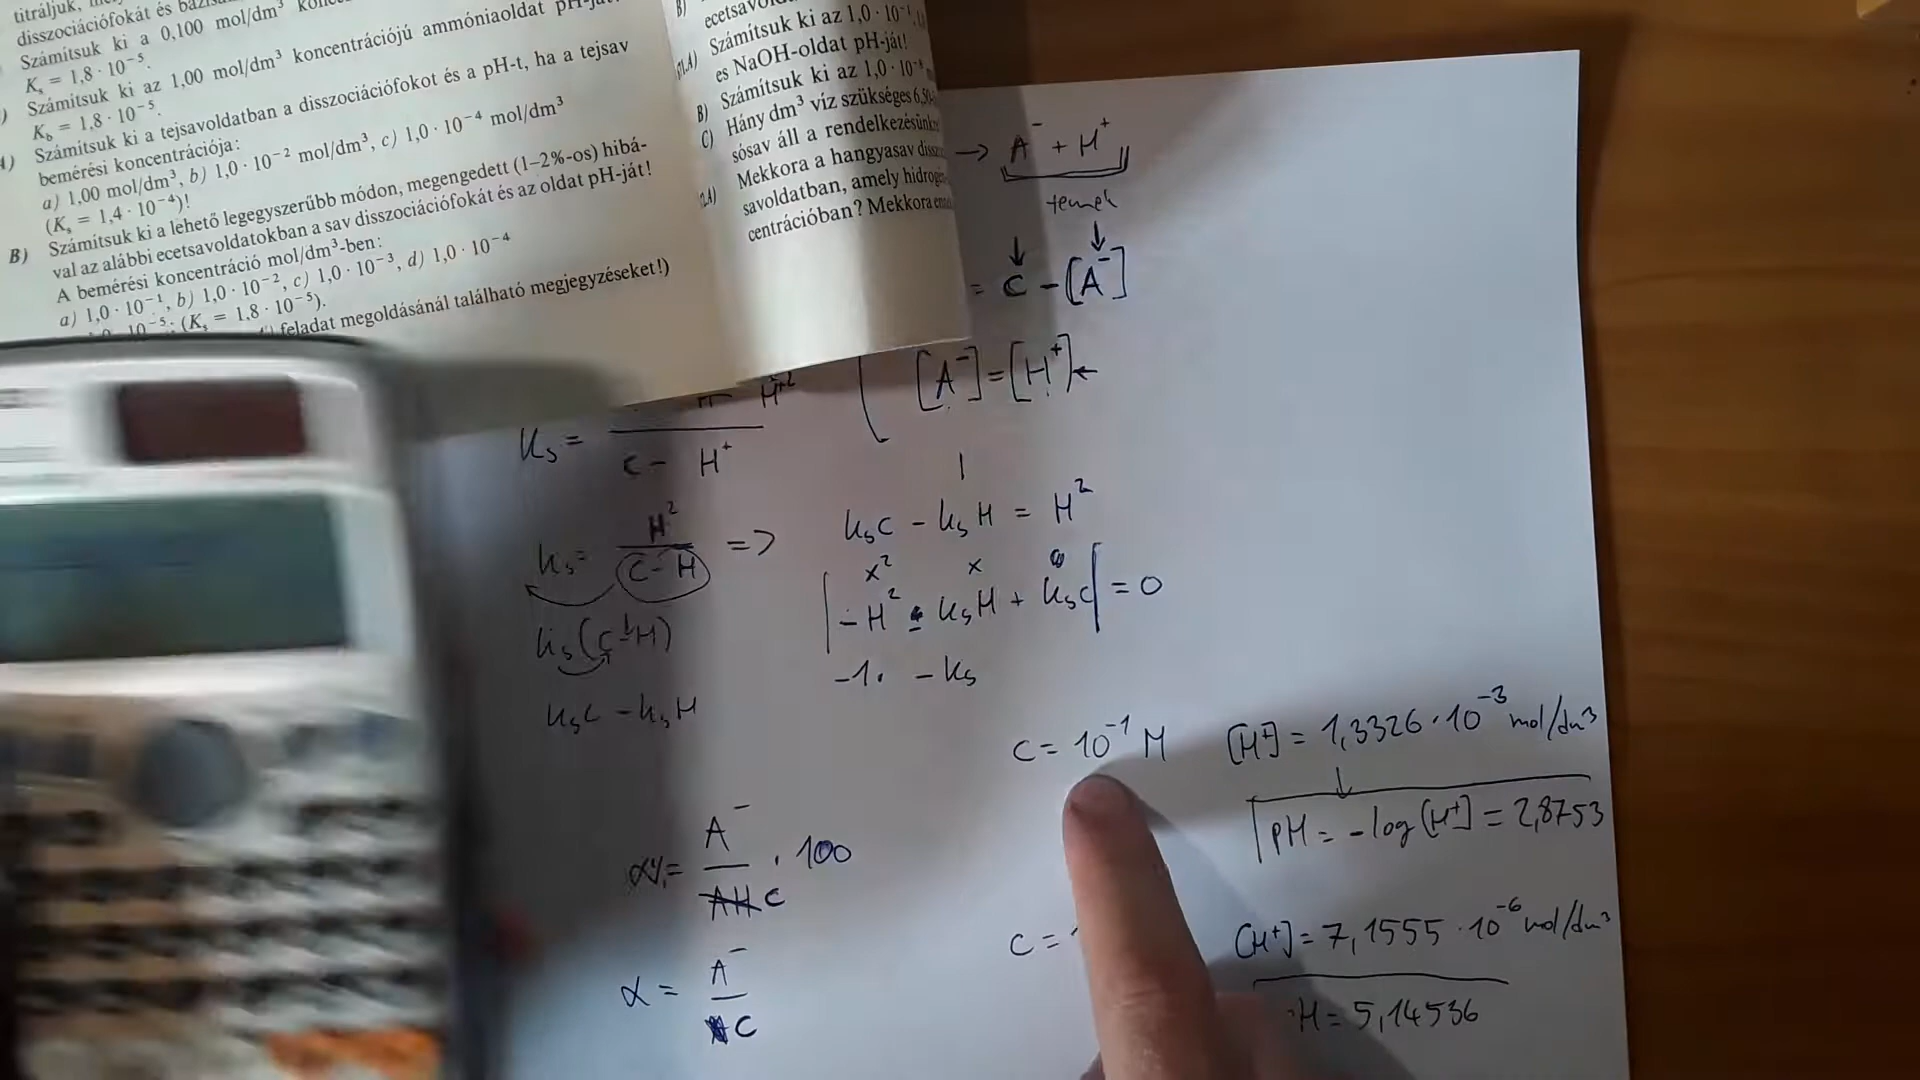 titráljuk,
disszociációfokát és
Számítsuk ki a 0,100 mol/dm³
Kₛ = 1,8 · 10⁻⁵.
Számítsuk ki az 1,00 mol/dm³ koncentrációjú ammóniaoldat pH-ját!
K_b = 1,8 · 10⁻⁵.
Számítsuk ki a tejsavoldatban a disszociációfokot és a pH-t, ha a tejsav
bemérési koncentrációja:
a) 1,00 mol/dm³, b) 1,0 · 10⁻² mol/dm³, c) 1,0 · 10⁻⁴ mol/dm³
(Kₛ = 1,4 · 10⁻⁴)!
B) Számítsuk ki a lehető legegyszerűbb módon, megengedett (1–2%-os) hibá-
val az alábbi ecetsavoldatokban a sav disszociációfokát és az oldat pH-ját!
A bemérési koncentráció mol/dm³-ben:
a) 1,0 · 10⁻¹, b) 1,0 · 10⁻², c) 1,0 · 10⁻³, d) 1,0 · 10⁻⁴
10⁻⁵; (Kₛ = 1,8 · 10⁻⁵).
feladat megoldásánál található megjegyzéseket!)
B)
Számítsuk ki az 1,0 · 10⁻
es NaOH-oldat pH-ját!
B) Számítsuk ki az 1,0 · 10⁻⁸
C) Hány dm³ víz szükséges 6,50
sósav áll a rendelkezésünk
Mekkora a hangyasav
savoldatban, amely
centrációban? Mekkora
→ A⁻ + H⁺
= C – [A⁻]
[A⁻] = [H⁺] ←
Kₛ =
C – H⁺
Kₛ = H² / (C – H) =>
KₛC – KₛH = H²
x² x
– H² – KₛH + KₛC = 0
Kₛ(C – H)
–1. – Kₛ
KₛC – KₛH
C = 10⁻¹ M [H⁺] = 1,3326 · 10⁻³ mol/dm³
pH = –log[H⁺] = 2,8753
A⁻ / C · 100
C = [H⁺] = 7,1555 · 10⁻⁶ mol/dm³
H = 5,14536
α = A⁻ / C